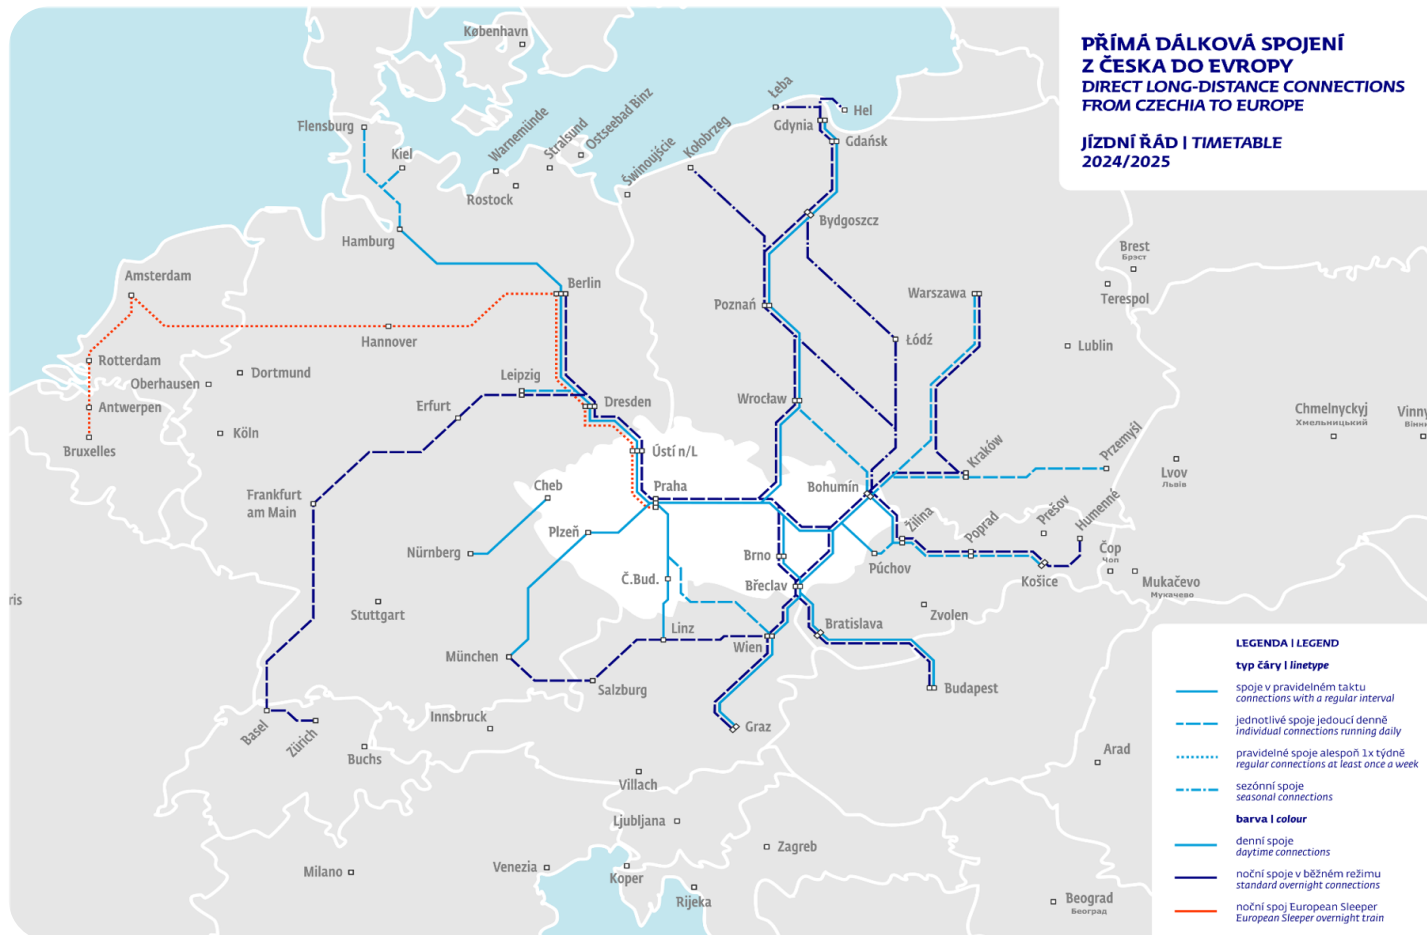 PŘÍMÁ DÁLKOVÁ SPOJENÍ
Z ČESKA DO EVROPY
DIRECT LONG-DISTANCE CONNECTIONS
FROM CZECHIA TO EUROPE
JÍZDNÍ ŘÁD | TIMETABLE
2024/2025
København
Flensburg
Kiel
Warnemünde
Rostock
Stralsund
Ostseebad Binz
Świnoujście
Kołobrzeg
Łeba
Hel
Gdynia
Gdańsk
Hamburg
Bydgoszcz
Brest
Брэст
Terespol
Amsterdam
Berlin
Poznań
Warszawa
Hannover
Łódź
Lublin
Rotterdam
Oberhausen
Dortmund
Leipzig
Antwerpen
Erfurt
Dresden
Wrocław
Chmelnyckyj
Хмельницький
Vinny
Вінни
Bruxelles
Köln
Ústí n/L
Kraków
Przemyśl
Lvov
Львів
Frankfurt
am Main
Cheb
Praha
Bohumín
Žilina
Poprad
Prešov
Humenné
Nürnberg
Plzeň
Brno
Púchov
Košice
Čop
Чоп
Mukačevo
Мукачево
ris
Stuttgart
Č.Bud.
Břeclav
Zvolen
Linz
Wien
Bratislava
München
Salzburg
Budapest
Basel
Zürich
Innsbruck
Graz
Buchs
Villach
Arad
Ljubljana
Zagreb
Milano
Venezia
Koper
Rijeka
Beograd
Београд
LEGENDA | LEGEND
typ čáry | linetype
spoje v pravidelném taktu
connections with a regular interval
jednotlivé spoje jedoucí denně
individual connections running daily
pravidelné spoje alespoň 1x týdně
regular connections at least once a week
sezónní spoje
seasonal connections
barva | colour
denní spoje
daytime connections
noční spoje v běžném režimu
standard overnight connections
noční spoj European Sleeper
European Sleeper overnight train